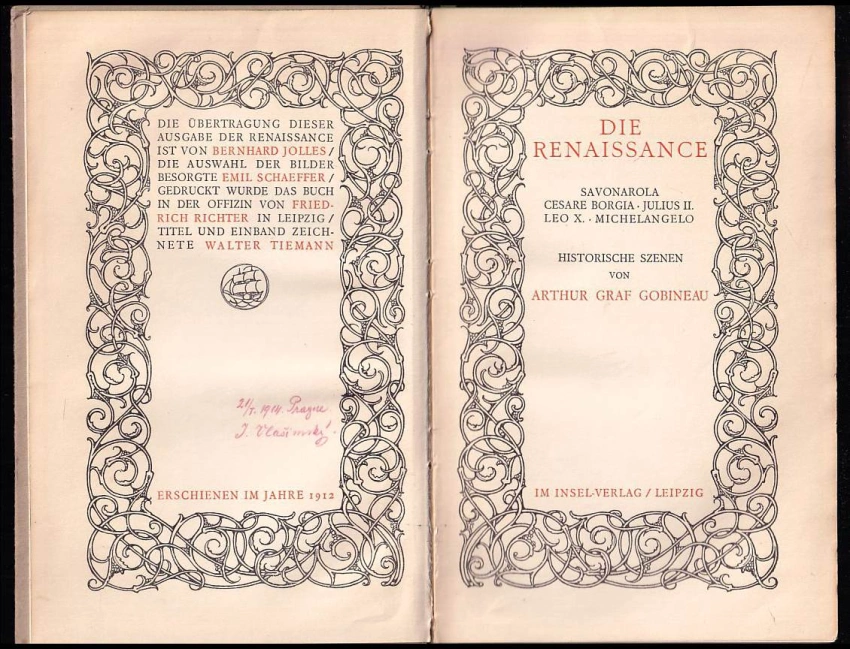 DIE ÜBERTRAGUNG DIESER
AUSGABE DER RENAISSANCE
IST VON BERNHARD JOLLES /
DIE AUSWAHL DER BILDER
BESORGTE EMIL SCHAEFFER /
GEDRUCKT WURDE DAS BUCH
IN DER OFFIZIN VON FRIED-
RICH RICHTER IN LEIPZIG /
TITEL UND EINBAND ZEICH-
NETE WALTER TIEMANN
1914. Prague
J.
ERSCHIENEN IM JAHRE 1912
DIE
RENAISSANCE
SAVONAROLA
CESARE BORGIA · JULIUS II.
LEO X. · MICHELANGELO
HISTORISCHE SZENEN
VON
ARTHUR GRAF GOBINEAU
IM INSEL-VERLAG / LEIPZIG